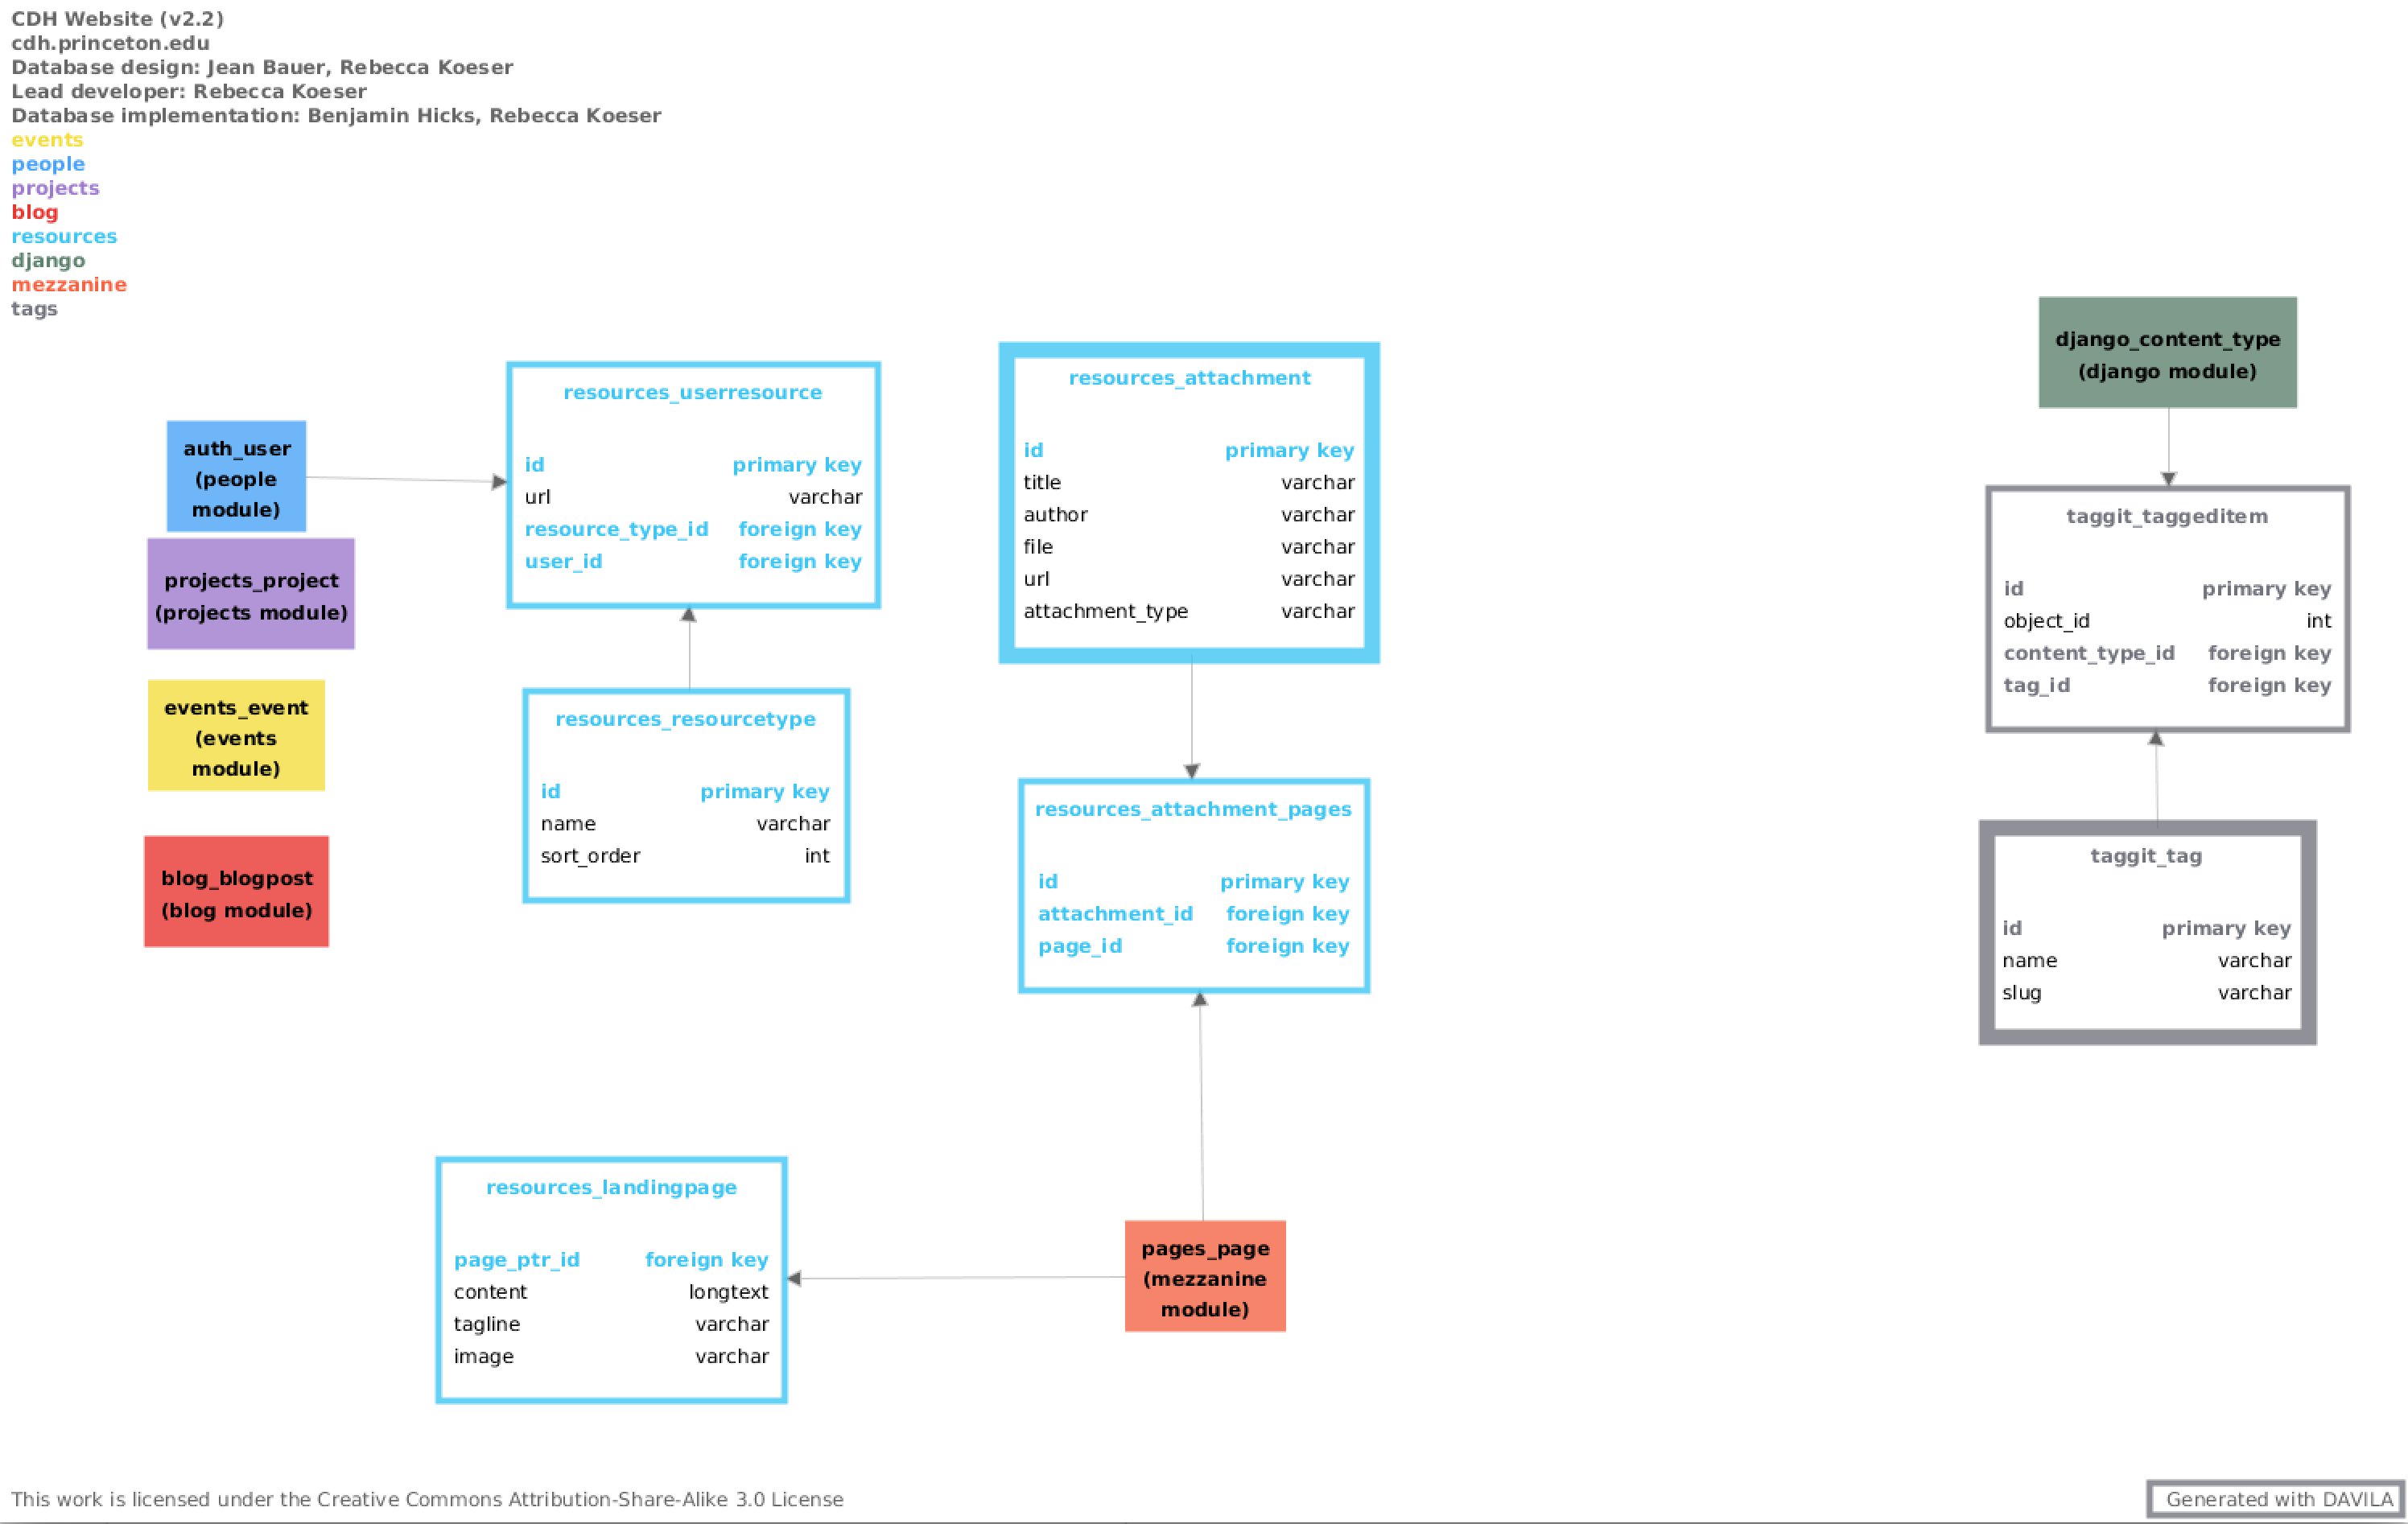 CDH Website (v2.2)
cdh.princeton.edu
Database design: Jean Bauer, Rebecca Koeser
Lead developer: Rebecca Koeser
Database implementation: Benjamin Hicks, Rebecca Koeser
events
people
projects
blog
resources
django
mezzanine
tags
auth_user
(people
module)
projects_project
(projects module)
events_event
(events
module)
blog_blogpost
(blog module)
resources_userresource
id primary key
url varchar
resource_type_id foreign key
user_id foreign key
resources_resourcetype
id primary key
name varchar
sort_order int
resources_attachment
id primary key
title varchar
author varchar
file varchar
url varchar
attachment_type varchar
resources_attachment_pages
id primary key
attachment_id foreign key
page_id foreign key
resources_landingpage
page_ptr_id foreign key
content longtext
tagline varchar
image varchar
pages_page
(mezzanine
module)
django_content_type
(django module)
taggit_taggeditem
id primary key
object_id int
content_type_id foreign key
tag_id foreign key
taggit_tag
id primary key
name varchar
slug varchar
This work is licensed under the Creative Commons Attribution-Share-Alike 3.0 License
Generated with DAVILA